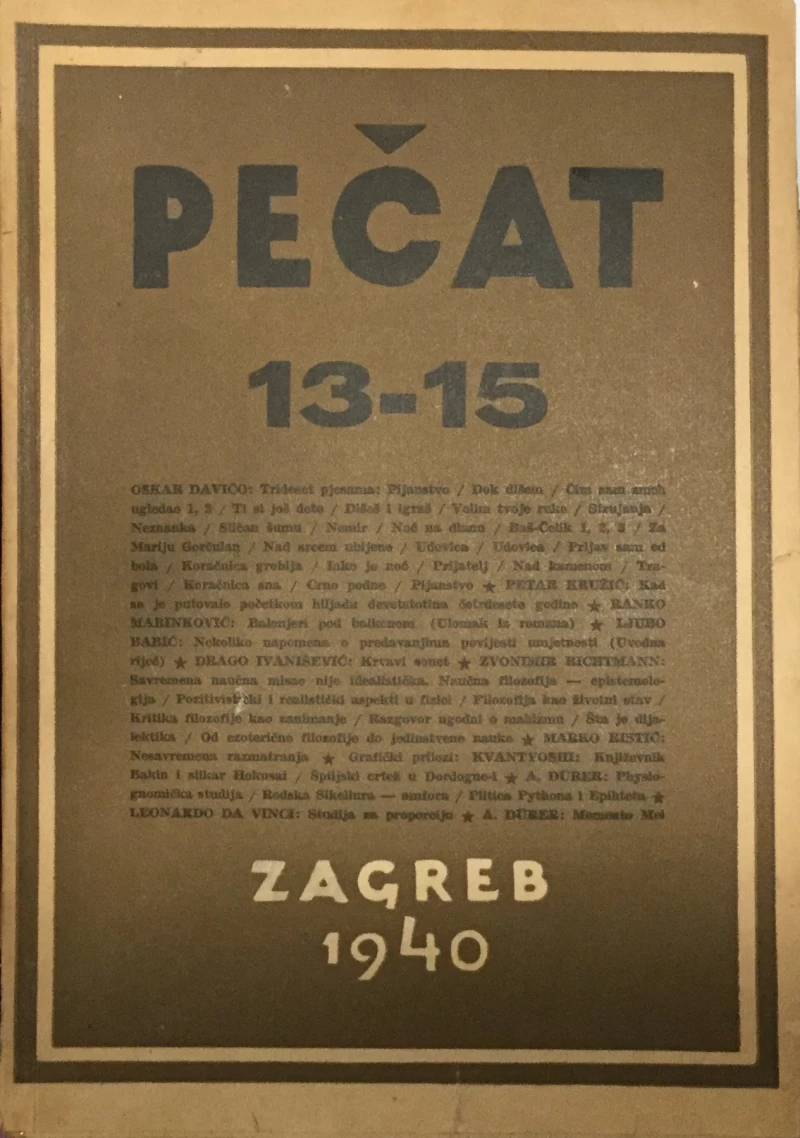 PEČAT
13-15
OSKAR DAVIČO: Trideset pjesama: Pijanstvo / Dok dišem / Čim sam smeh
ugledao 1, 2 / Ti si još dete / Dišeš i igraš / Volim tvoje ruke / Strujanja /
Neznanka / Sličan šumu / Nemir / Noć na dlanu / Baš-Čelik 1, 2, 3 / Za
Mariju Gorčulan / Nad srcem ubijene / Udovica / Udovica / Prljav sam od
bola / Koračnica groblja / Iako je noć / Prijatelj / Nad kamenom / Tra-
govi / Koračnica sna / Crno podne / Pijanstvo ★ PETAR KRUŽIĆ: Kad
se je putovalo početkom hiljadu devetstotina četrdesete godine ★ RANKO
MARINKOVIĆ: Balonjeri pod balkonom (Ulomak iz romana) ★ LJUBO
BABIĆ: Nekoliko napomena o predavanjima povijesti umjetnosti (Uvodna
riječ) ★ DRAGO IVANIŠEVIĆ: Krvavi sonet ★ ZVONIMIR RICHTMANN:
Savremena naučna misao nije idealistička. Naučna filozofija — epistemolo-
gija / Pozitivistički i realistički aspekti u fizici / Filozofija kao životni stav /
Kritika filozofije kao zanimanje / Razgovor ugodni o mahizmu / Šta je dija-
lektika / Od ezoterične filozofije do jedinstvene nauke ★ MARKO RISTIĆ:
Nesavremena razmatranja ★ Grafički prilozi: KVANTYOSHI: Književnik
Bakin i slikar Hokusai / Spiljski crtež u Dordogne-i ★ A. DÜRER: Physio-
gnomička studija / Rodska Sikeliura — amfora / Plitica Pythona i Epikteta ★
LEONARDO DA VINCI: Studija za proporcije ★ A. DÜRER: Memento Mei
ZAGREB
1940